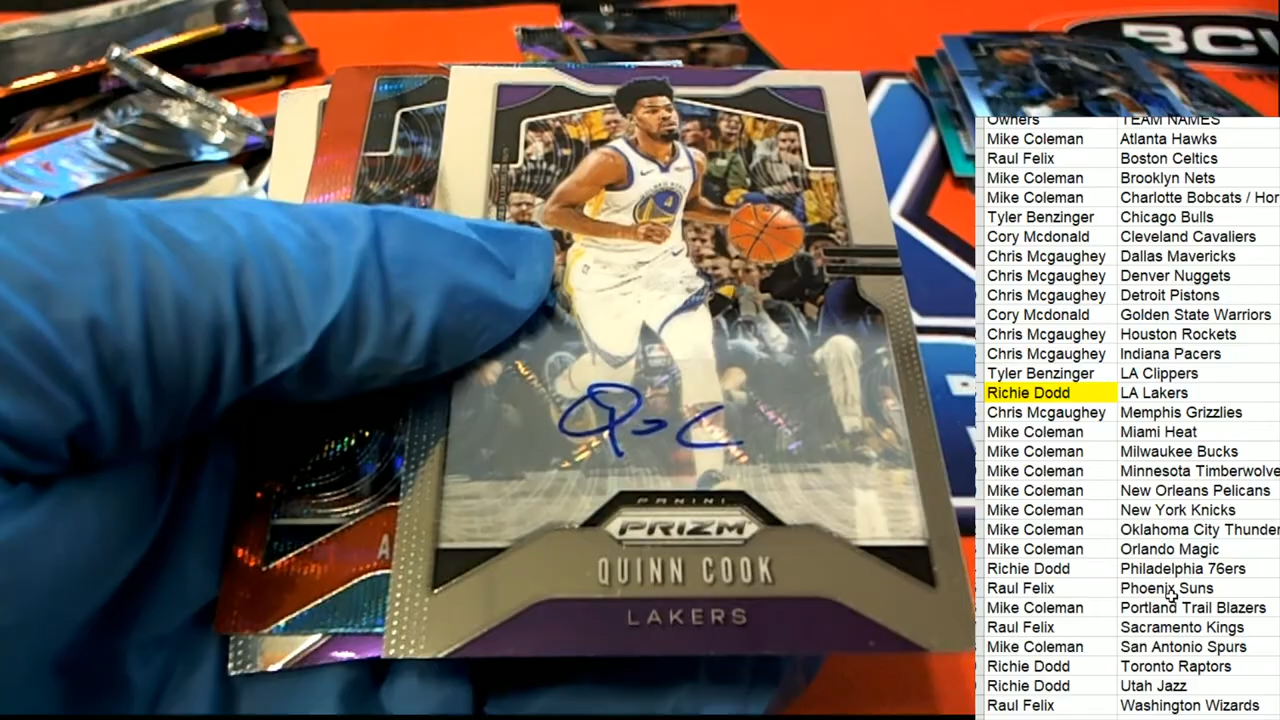 BCW
PANINI
PRIZM
QUINN COOK
LAKERS
Owners TEAM NAMES
Mike Coleman Atlanta Hawks
Raul Felix Boston Celtics
Mike Coleman Brooklyn Nets
Mike Coleman Charlotte Bobcats / Hor
Tyler Benzinger Chicago Bulls
Cory Mcdonald Cleveland Cavaliers
Chris Mcgaughey Dallas Mavericks
Chris Mcgaughey Denver Nuggets
Chris Mcgaughey Detroit Pistons
Cory Mcdonald Golden State Warriors
Chris Mcgaughey Houston Rockets
Chris Mcgaughey Indiana Pacers
Tyler Benzinger LA Clippers
Richie Dodd LA Lakers
Chris Mcgaughey Memphis Grizzlies
Mike Coleman Miami Heat
Mike Coleman Milwaukee Bucks
Mike Coleman Minnesota Timberwolve
Mike Coleman New Orleans Pelicans
Mike Coleman New York Knicks
Mike Coleman Oklahoma City Thunder
Mike Coleman Orlando Magic
Richie Dodd Philadelphia 76ers
Raul Felix Phoenix Suns
Mike Coleman Portland Trail Blazers
Raul Felix Sacramento Kings
Mike Coleman San Antonio Spurs
Richie Dodd Toronto Raptors
Richie Dodd Utah Jazz
Raul Felix Washington Wizards